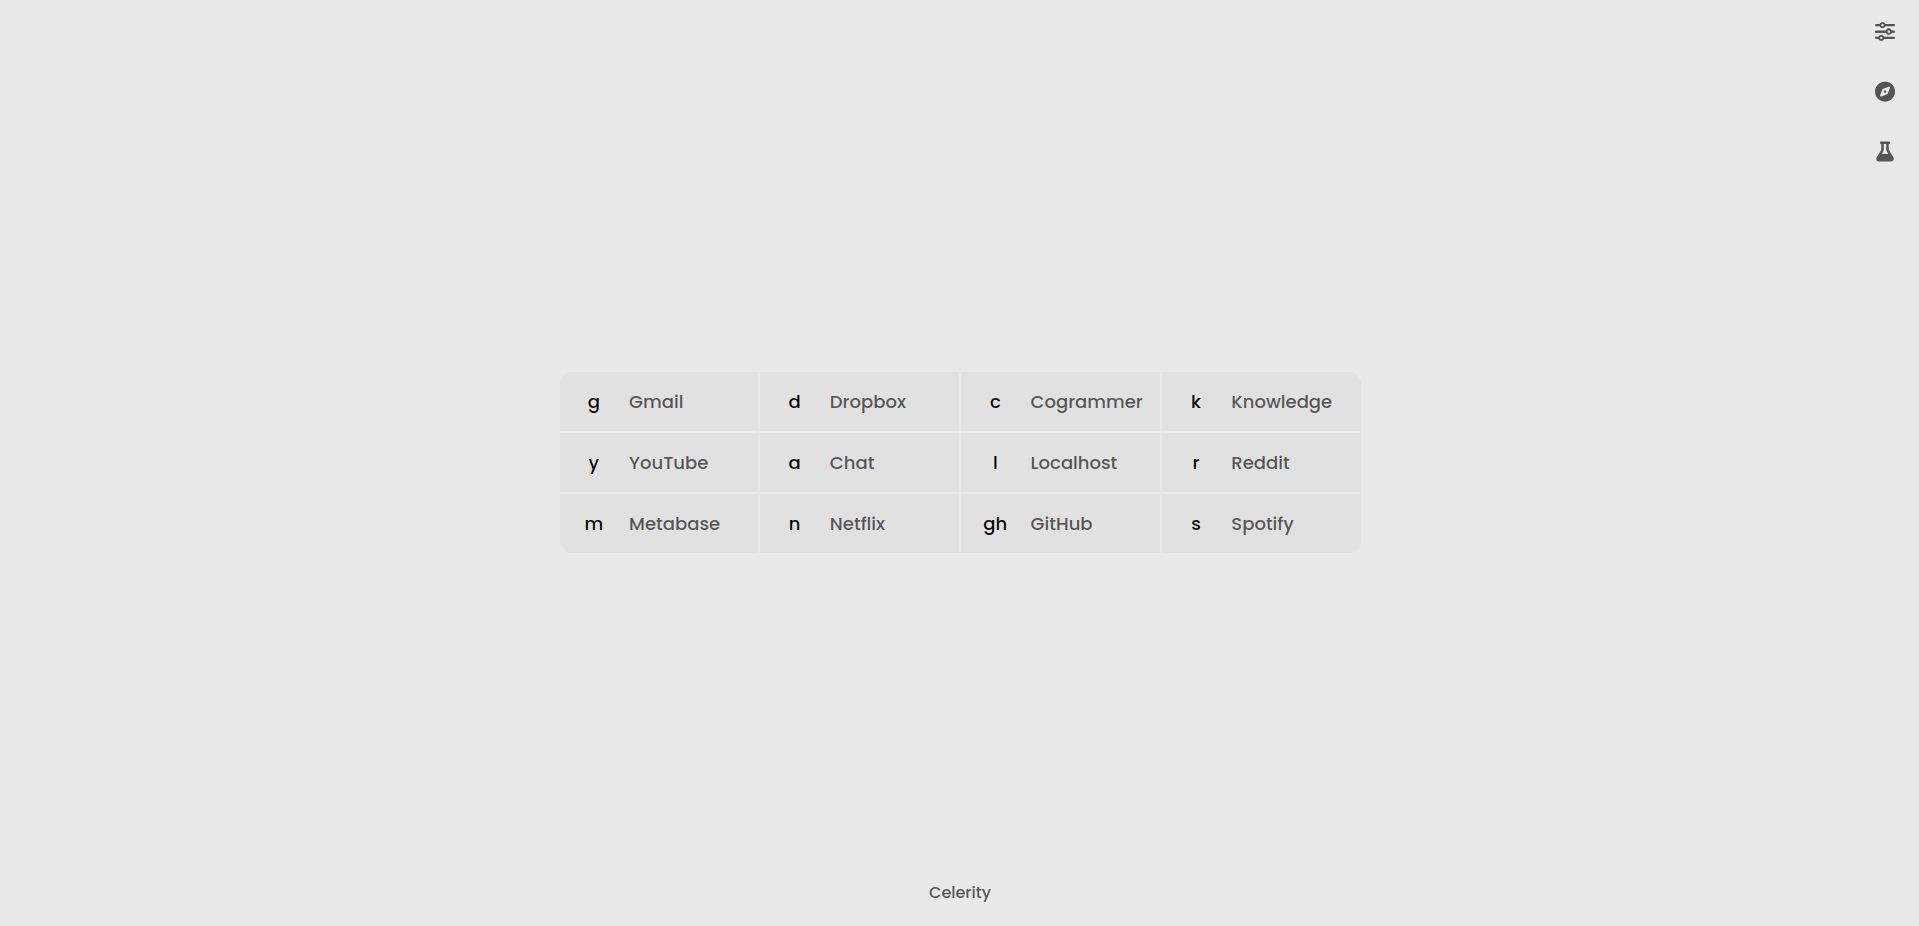 g Gmail d Dropbox c Cogrammer k Knowledge
y YouTube a Chat l Localhost r Reddit
m Metabase n Netflix gh GitHub s Spotify
Celerity